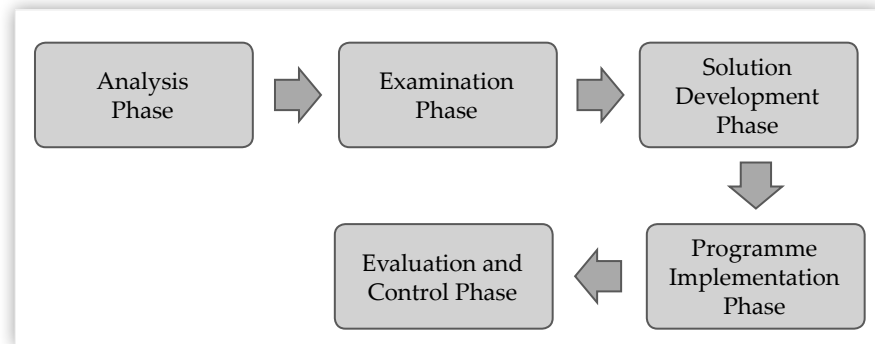 Analysis
Phase
Examination
Phase
Solution
Development
Phase
Programme
Implementation
Phase
Evaluation and
Control Phase